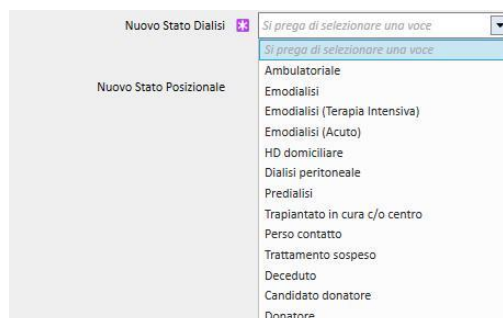 Nuovo Stato Dialisi
Si prega di selezionare una voce
Si prega di selezionare una voce
Ambulatoriale
Nuovo Stato Posizionale
Emodialisi
Emodialisi (Terapia Intensiva)
Emodialisi (Acuto)
HD domiciliare
Dialisi peritoneale
Predialisi
Trapiantato in cura c/o centro
Perso contatto
Trattamento sospeso
Deceduto
Candidato donatore
Donatore